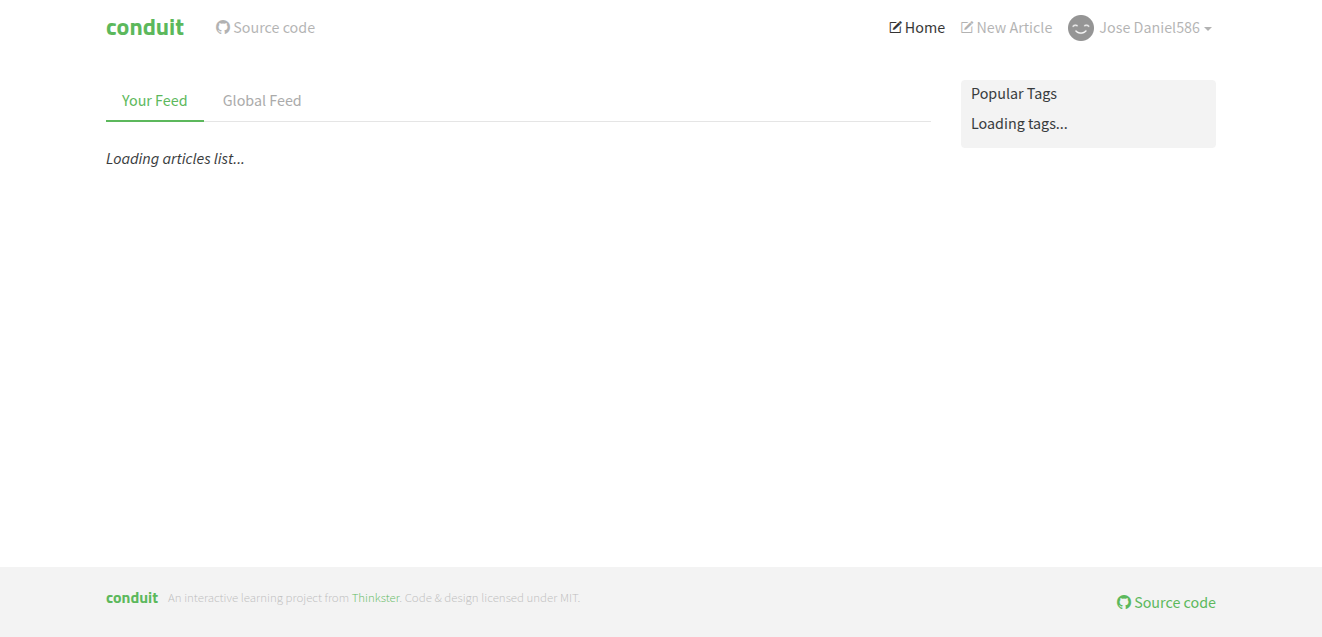 conduit Source code Home New Article Jose Daniel586
Your Feed Global Feed
Popular Tags
Loading tags...
Loading articles list...
conduit An interactive learning project from Thinkster. Code & design licensed under MIT.
Source code